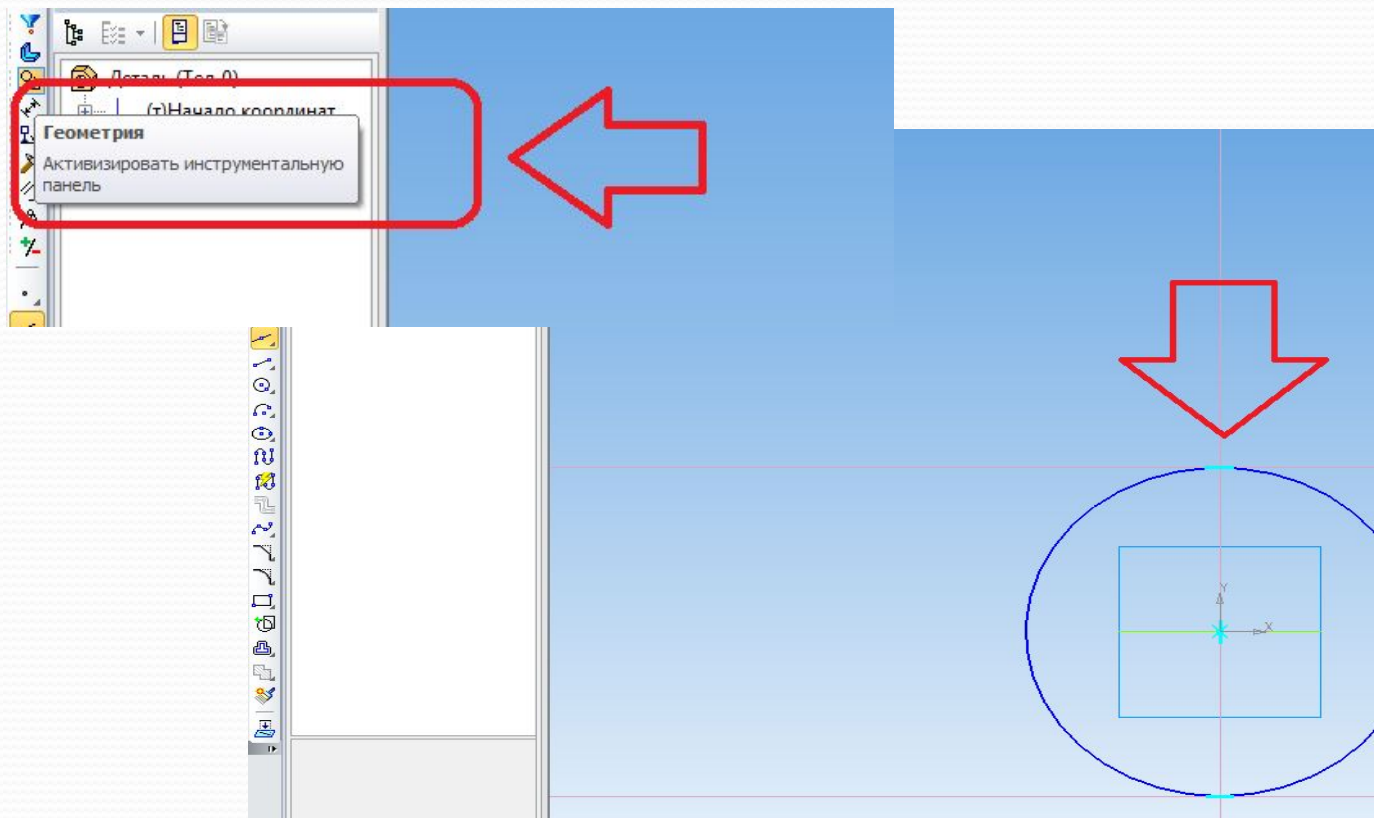 Деталь (Тел-0)
(т)Начало координат
Геометрия
Активизировать инструментальную
панель
Y
X